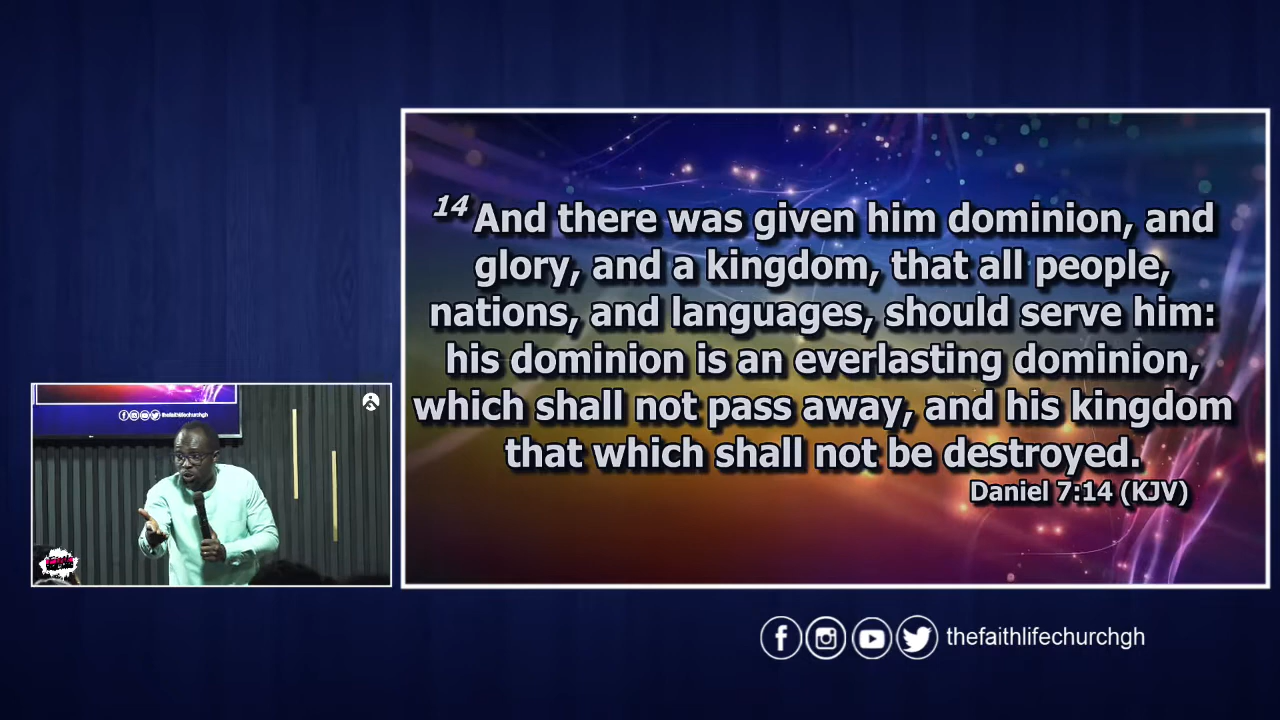 14 And there was given him dominion, and
glory, and a kingdom, that all people,
nations, and languages, should serve him:
his dominion is an everlasting dominion,
which shall not pass away, and his kingdom
that which shall not be destroyed.
Daniel 7:14 (KJV)
thefaithlifechurchgh
thefaithlifechurchgh